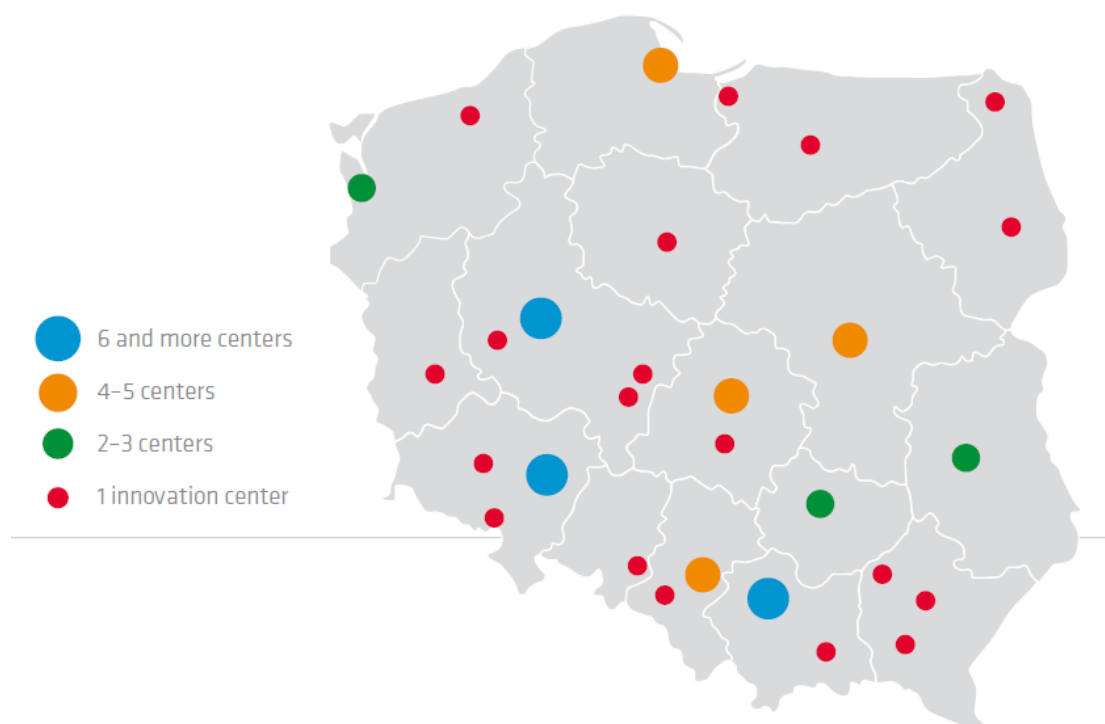 6 and more centers
4–5 centers
2–3 centers
1 innovation center